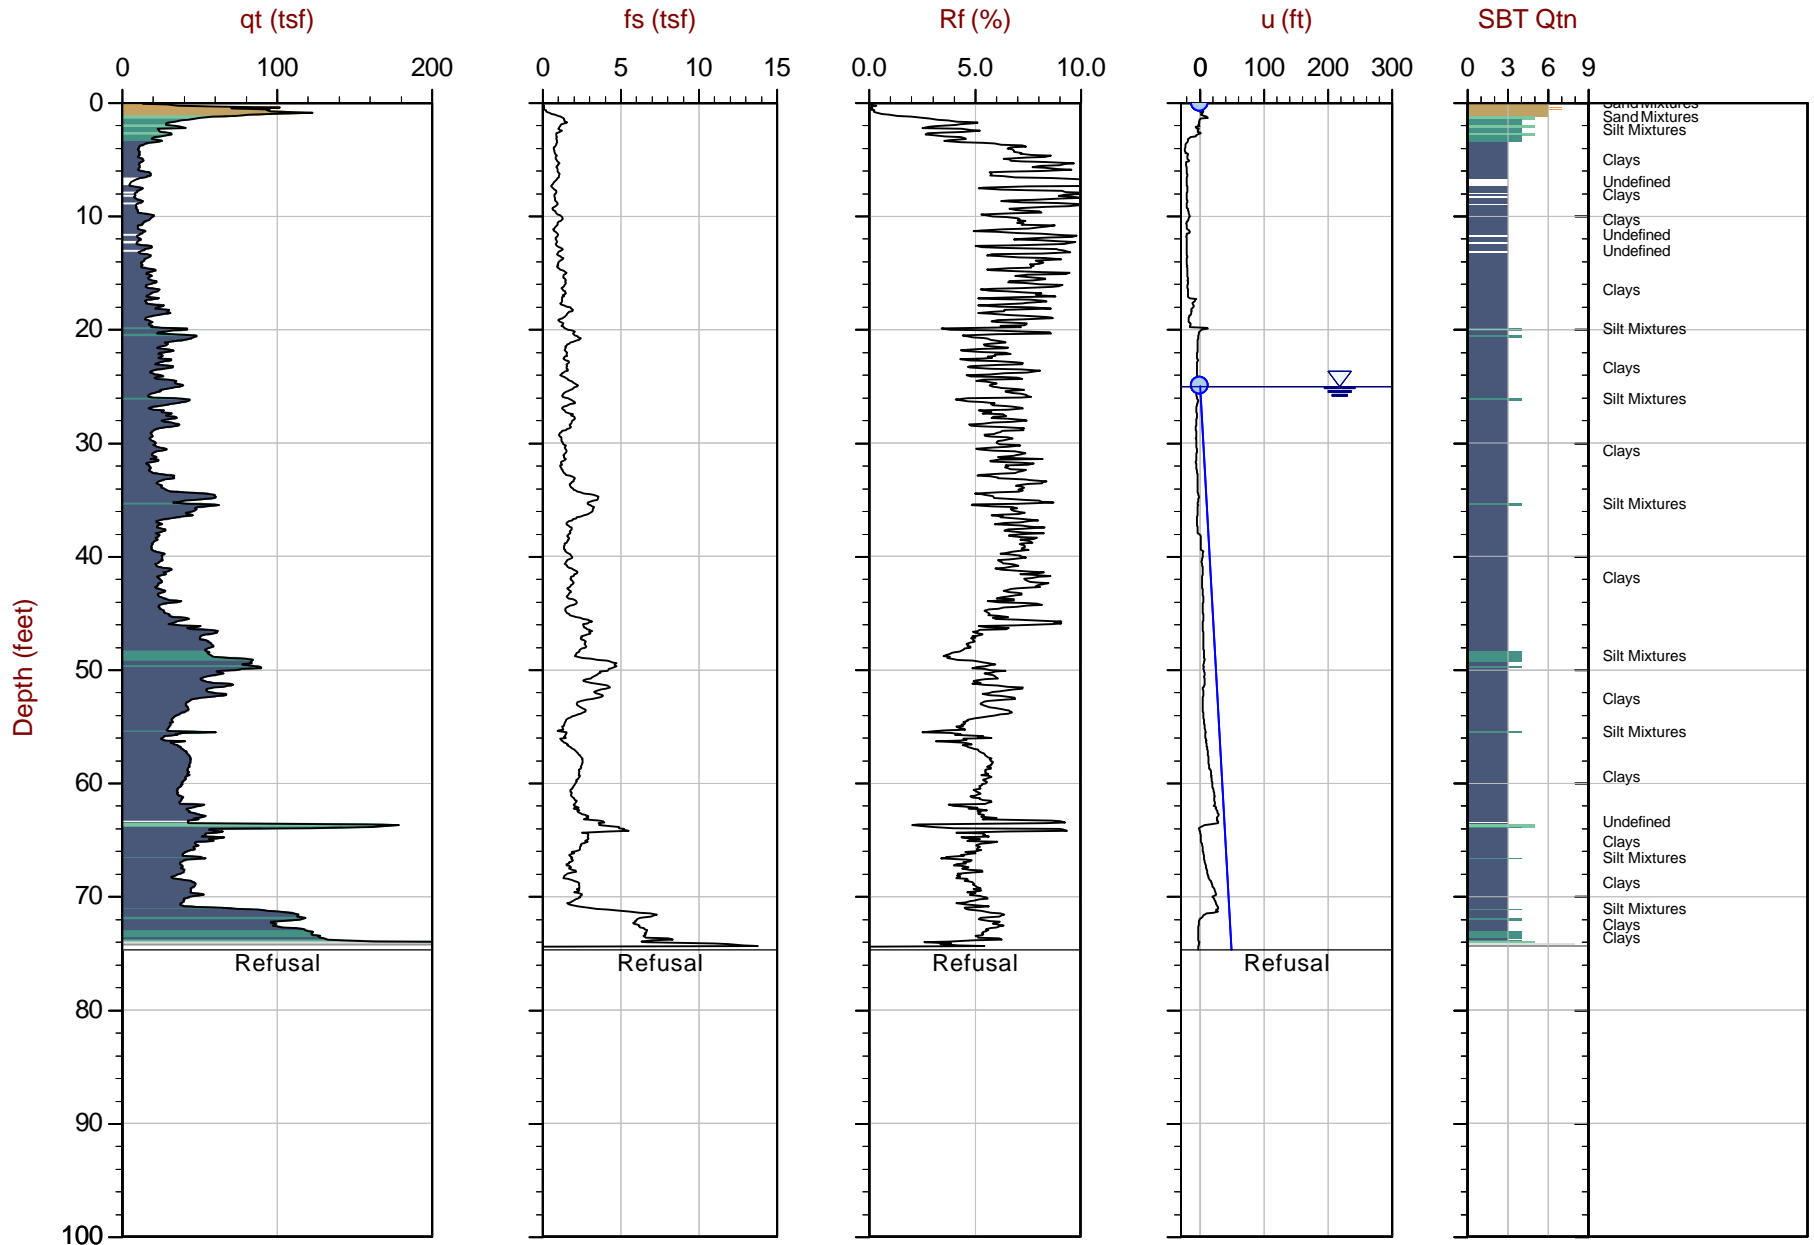 qt (tsf) fs (tsf) Rf (%) u (ft) SBT Qtn
0 100 200 0 5 10 15 0.0 5.0 10.0 0 100 200 300 0 3 6 9
0
Sand Mixtures
Sand Mixtures
Silt Mixtures
Clays
Undefined
Clays
10
Clays
Undefined
Undefined
Clays
20
Silt Mixtures
Clays
Silt Mixtures
30
Clays
Silt Mixtures
40
Clays
Depth (feet)
50
Silt Mixtures
Clays
Silt Mixtures
60
Clays
Undefined
Clays
Silt Mixtures
70
Clays
Silt Mixtures
Clays
Clays
Refusal Refusal Refusal Refusal
80
90
100